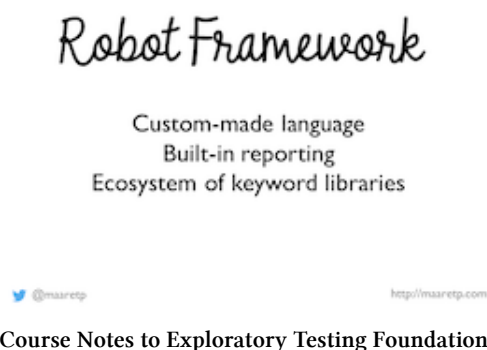 Robot Framework
Custom-made language
Built-in reporting
Ecosystem of keyword libraries
@maaretp
http://maaretp.com
Course Notes to Exploratory Testing Foundation